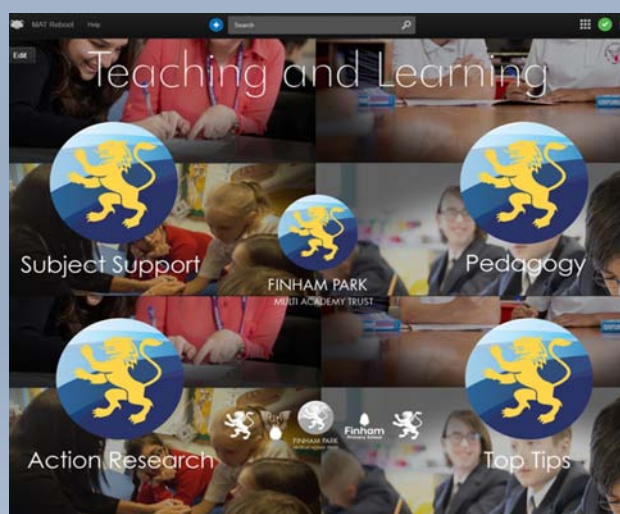 MAT Reboot Help Search
Edit
Teaching and Learning
Subject Support
Pedagogy
FINHAM PARK
MULTI ACADEMY TRUST
FINHAM PARK
Finham
Primary School
Action Research
Top Tips